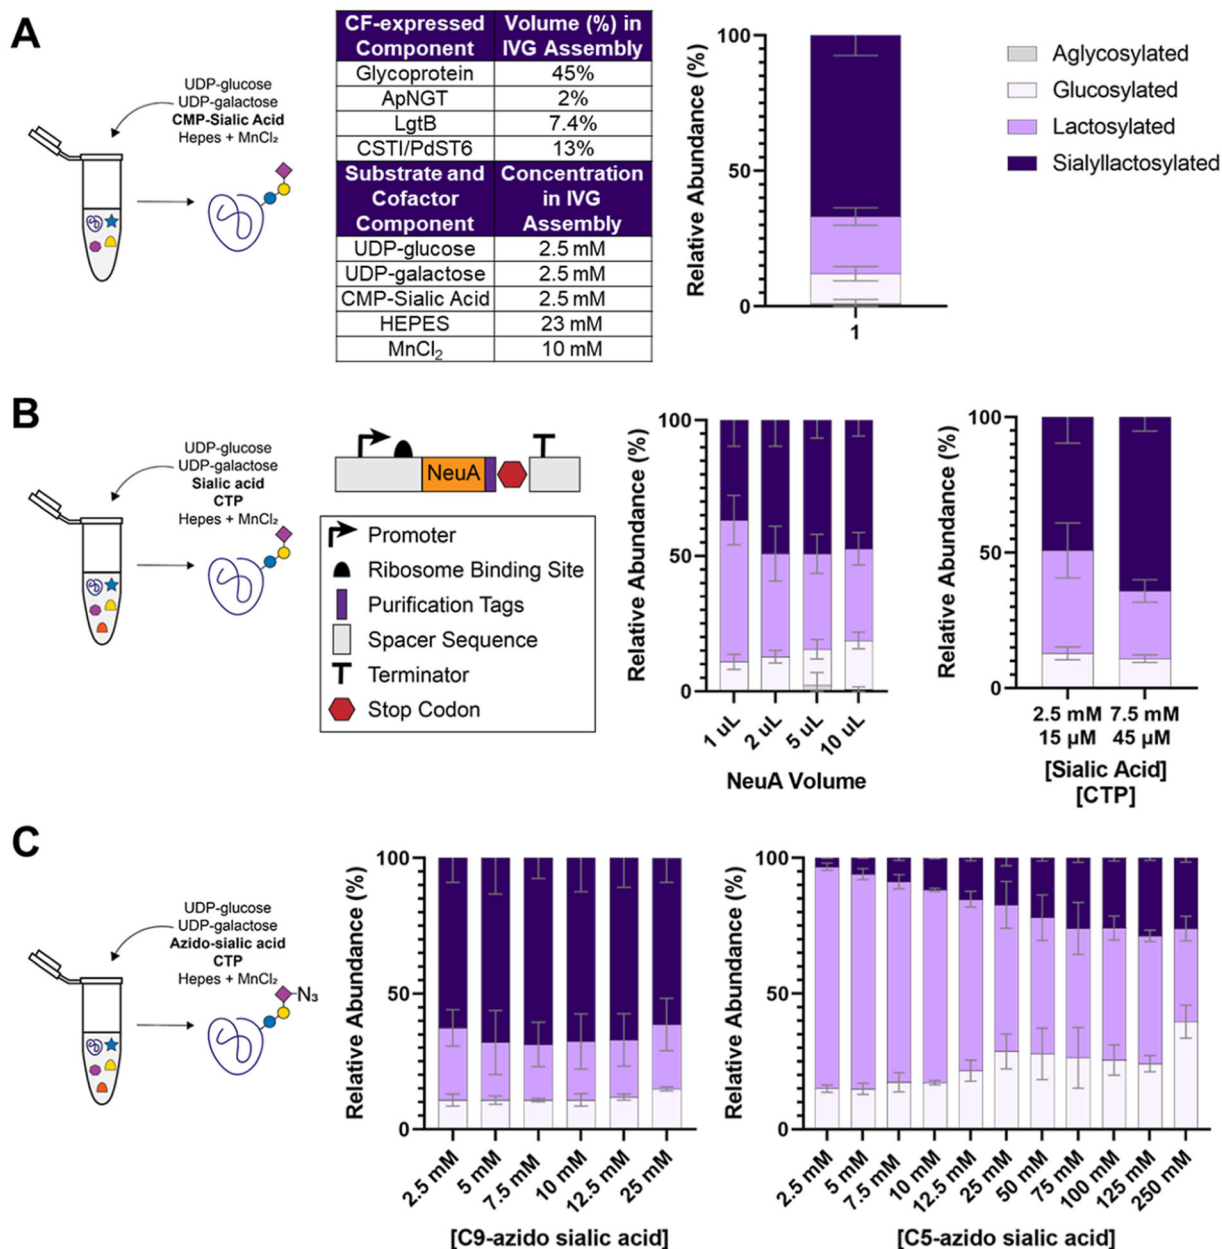 A
UDP-glucose
UDP-galactose
CMP-Sialic Acid
Hepes + MnCl₂
CF-expressed Component Volume (%) in IVG Assembly
Glycoprotein 45%
ApNGT 2%
LgtB 7.4%
CSTI/PdST6 13%
Substrate and Cofactor Component Concentration in IVG Assembly
UDP-glucose 2.5 mM
UDP-galactose 2.5 mM
CMP-Sialic Acid 2.5 mM
HEPES 23 mM
MnCl₂ 10 mM
Relative Abundance (%)
100
50
0
1
Aglycosylated
Glucosylated
Lactosylated
Sialyllactosylated
B
UDP-glucose
UDP-galactose
Sialic acid
CTP
Hepes + MnCl₂
NeuA
Promoter
Ribosome Binding Site
Purification Tags
Spacer Sequence
Terminator
Stop Codon
Relative Abundance (%)
100
50
0
1 uL 2 uL 5 uL 10 uL
NeuA Volume
Relative Abundance (%)
100
50
0
2.5 mM 7.5 mM
15 µM 45 µM
[Sialic Acid]
[CTP]
C
UDP-glucose
UDP-galactose
Azido-sialic acid
CTP
Hepes + MnCl₂
N₃
Relative Abundance (%)
100
50
0
2.5 mM 5 mM 7.5 mM 10 mM 12.5 mM 25 mM
[C9-azido sialic acid]
Relative Abundance (%)
100
50
0
2.5 mM 5 mM 7.5 mM 10 mM 12.5 mM 25 mM 50 mM 75 mM 100 mM 125 mM 250 mM
[C5-azido sialic acid]